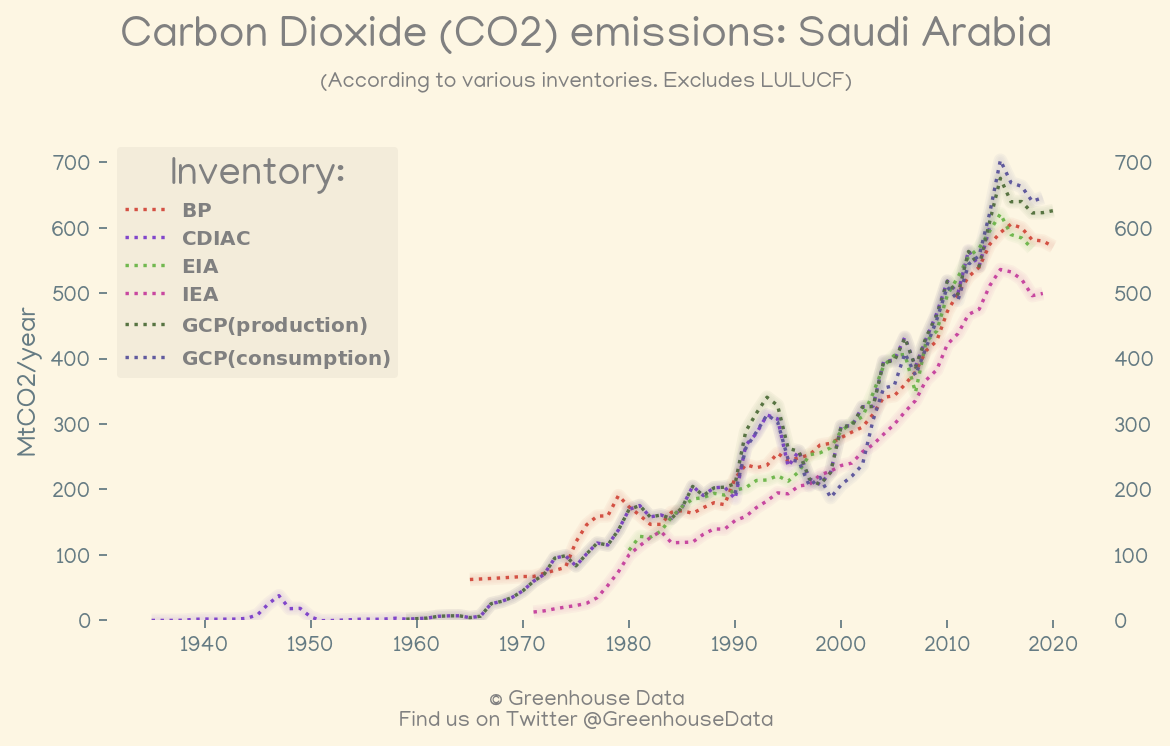 Carbon Dioxide (CO2) emissions: Saudi Arabia
(According to various inventories. Excludes LULUCF)
Inventory:
BP
CDIAC
EIA
IEA
GCP(production)
GCP(consumption)
MtCO2/year
700 700
600 600
500 500
400 400
300 300
200 200
100 100
0 0
1940 1950 1960 1970 1980 1990 2000 2010 2020
© Greenhouse Data
Find us on Twitter @GreenhouseData